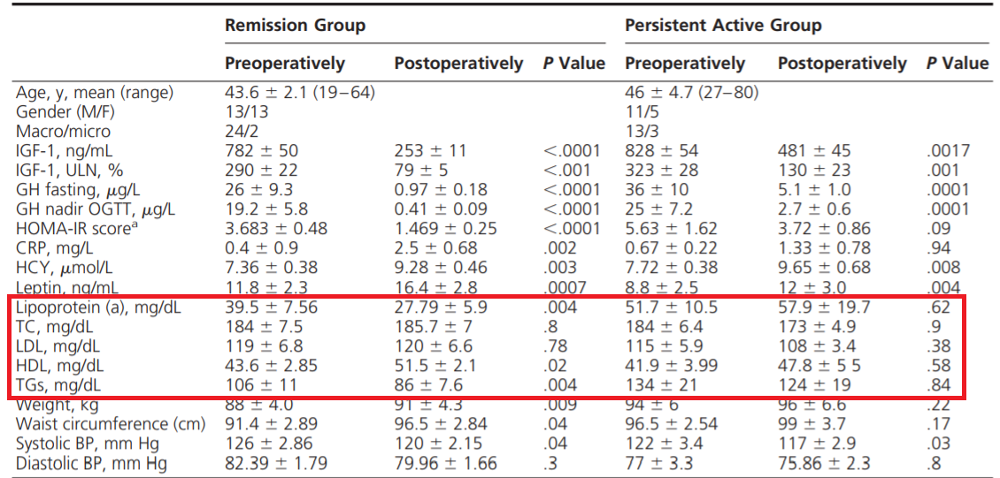 Remission Group Persistent Active Group
Preoperatively Postoperatively P Value Preoperatively Postoperatively P Value
Age, y, mean (range) 43.6 ± 2.1 (19–64) 46 ± 4.7 (27–80)
Gender (M/F) 13/13 11/5
Macro/micro 24/2 13/3
IGF-1, ng/mL 782 ± 50 253 ± 11 <.0001 828 ± 54 481 ± 45 .0017
IGF-1, ULN, % 290 ± 22 79 ± 5 <.001 323 ± 28 130 ± 23 .001
GH fasting, μg/L 26 ± 9.3 0.97 ± 0.18 <.0001 36 ± 10 5.1 ± 1.0 .0001
GH nadir OGTT, μg/L 19.2 ± 5.8 0.41 ± 0.09 <.0001 25 ± 7.2 2.7 ± 0.6 .0001
HOMA-IR scoreᵃ 3.683 ± 0.48 1.469 ± 0.25 <.0001 5.63 ± 1.62 3.72 ± 0.86 .09
CRP, mg/L 0.4 ± 0.9 2.5 ± 0.68 .002 0.67 ± 0.22 1.33 ± 0.78 .94
HCY, μmol/L 7.36 ± 0.38 9.28 ± 0.46 .003 7.72 ± 0.38 9.65 ± 0.68 .008
Leptin, ng/mL 11.8 ± 2.3 16.4 ± 2.8 .0007 8.8 ± 2.5 12 ± 3.0 .004
Lipoprotein (a), mg/dL 39.5 ± 7.56 27.79 ± 5.9 .004 51.7 ± 10.5 57.9 ± 19.7 .62
TC, mg/dL 184 ± 7.5 185.7 ± 7 .8 184 ± 6.4 173 ± 4.9 .9
LDL, mg/dL 119 ± 6.8 120 ± 6.6 .78 115 ± 5.9 108 ± 3.4 .38
HDL, mg/dL 43.6 ± 2.85 51.5 ± 2.1 .02 41.9 ± 3.99 47.8 ± 5 5 .58
TGs, mg/dL 106 ± 11 86 ± 7.6 .004 134 ± 21 124 ± 19 .84
Weight, kg 88 ± 4.0 91 ± 4.3 .009 94 ± 6 96 ± 6.6 .22
Waist circumference (cm) 91.4 ± 2.89 96.5 ± 2.84 .04 96.5 ± 2.54 99 ± 3.7 .17
Systolic BP, mm Hg 126 ± 2.86 120 ± 2.15 .04 122 ± 3.4 117 ± 2.9 .03
Diastolic BP, mm Hg 82.39 ± 1.79 79.96 ± 1.66 .3 77 ± 3.3 75.86 ± 2.3 .8